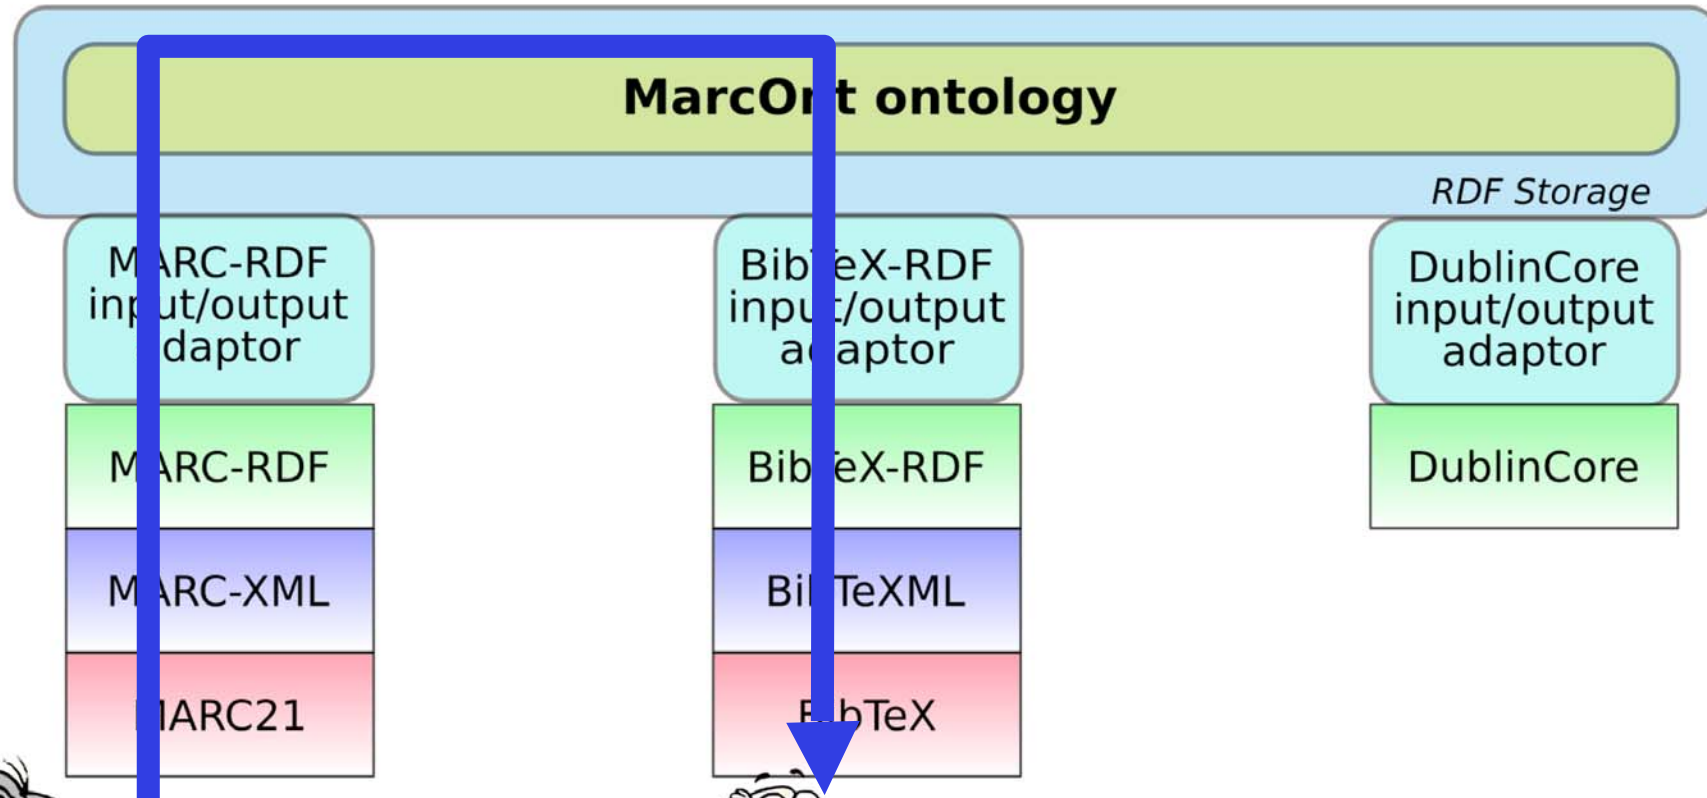 MarcOnt ontology
RDF Storage
MARC-RDF
input/output
adaptor
MARC-RDF
MARC-XML
MARC21
BibTeX-RDF
input/output
adaptor
BibTeX-RDF
BibTeXML
BibTeX
DublinCore
input/output
adaptor
DublinCore